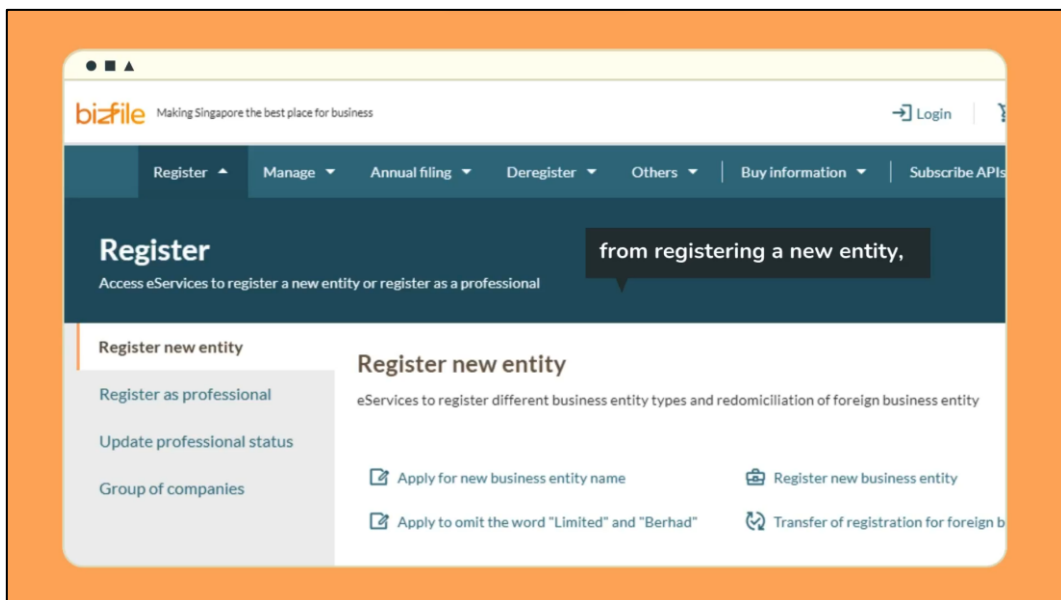 bizfile Making Singapore the best place for business
Login
Register Manage Annual filing Deregister Others Buy information Subscribe APIs
Register
from registering a new entity,
Access eServices to register a new entity or register as a professional
Register new entity
Register as professional
Update professional status
Group of companies
Register new entity
eServices to register different business entity types and redomiciliation of foreign business entity
Apply for new business entity name
Register new business entity
Apply to omit the word "Limited" and "Berhad"
Transfer of registration for foreign b